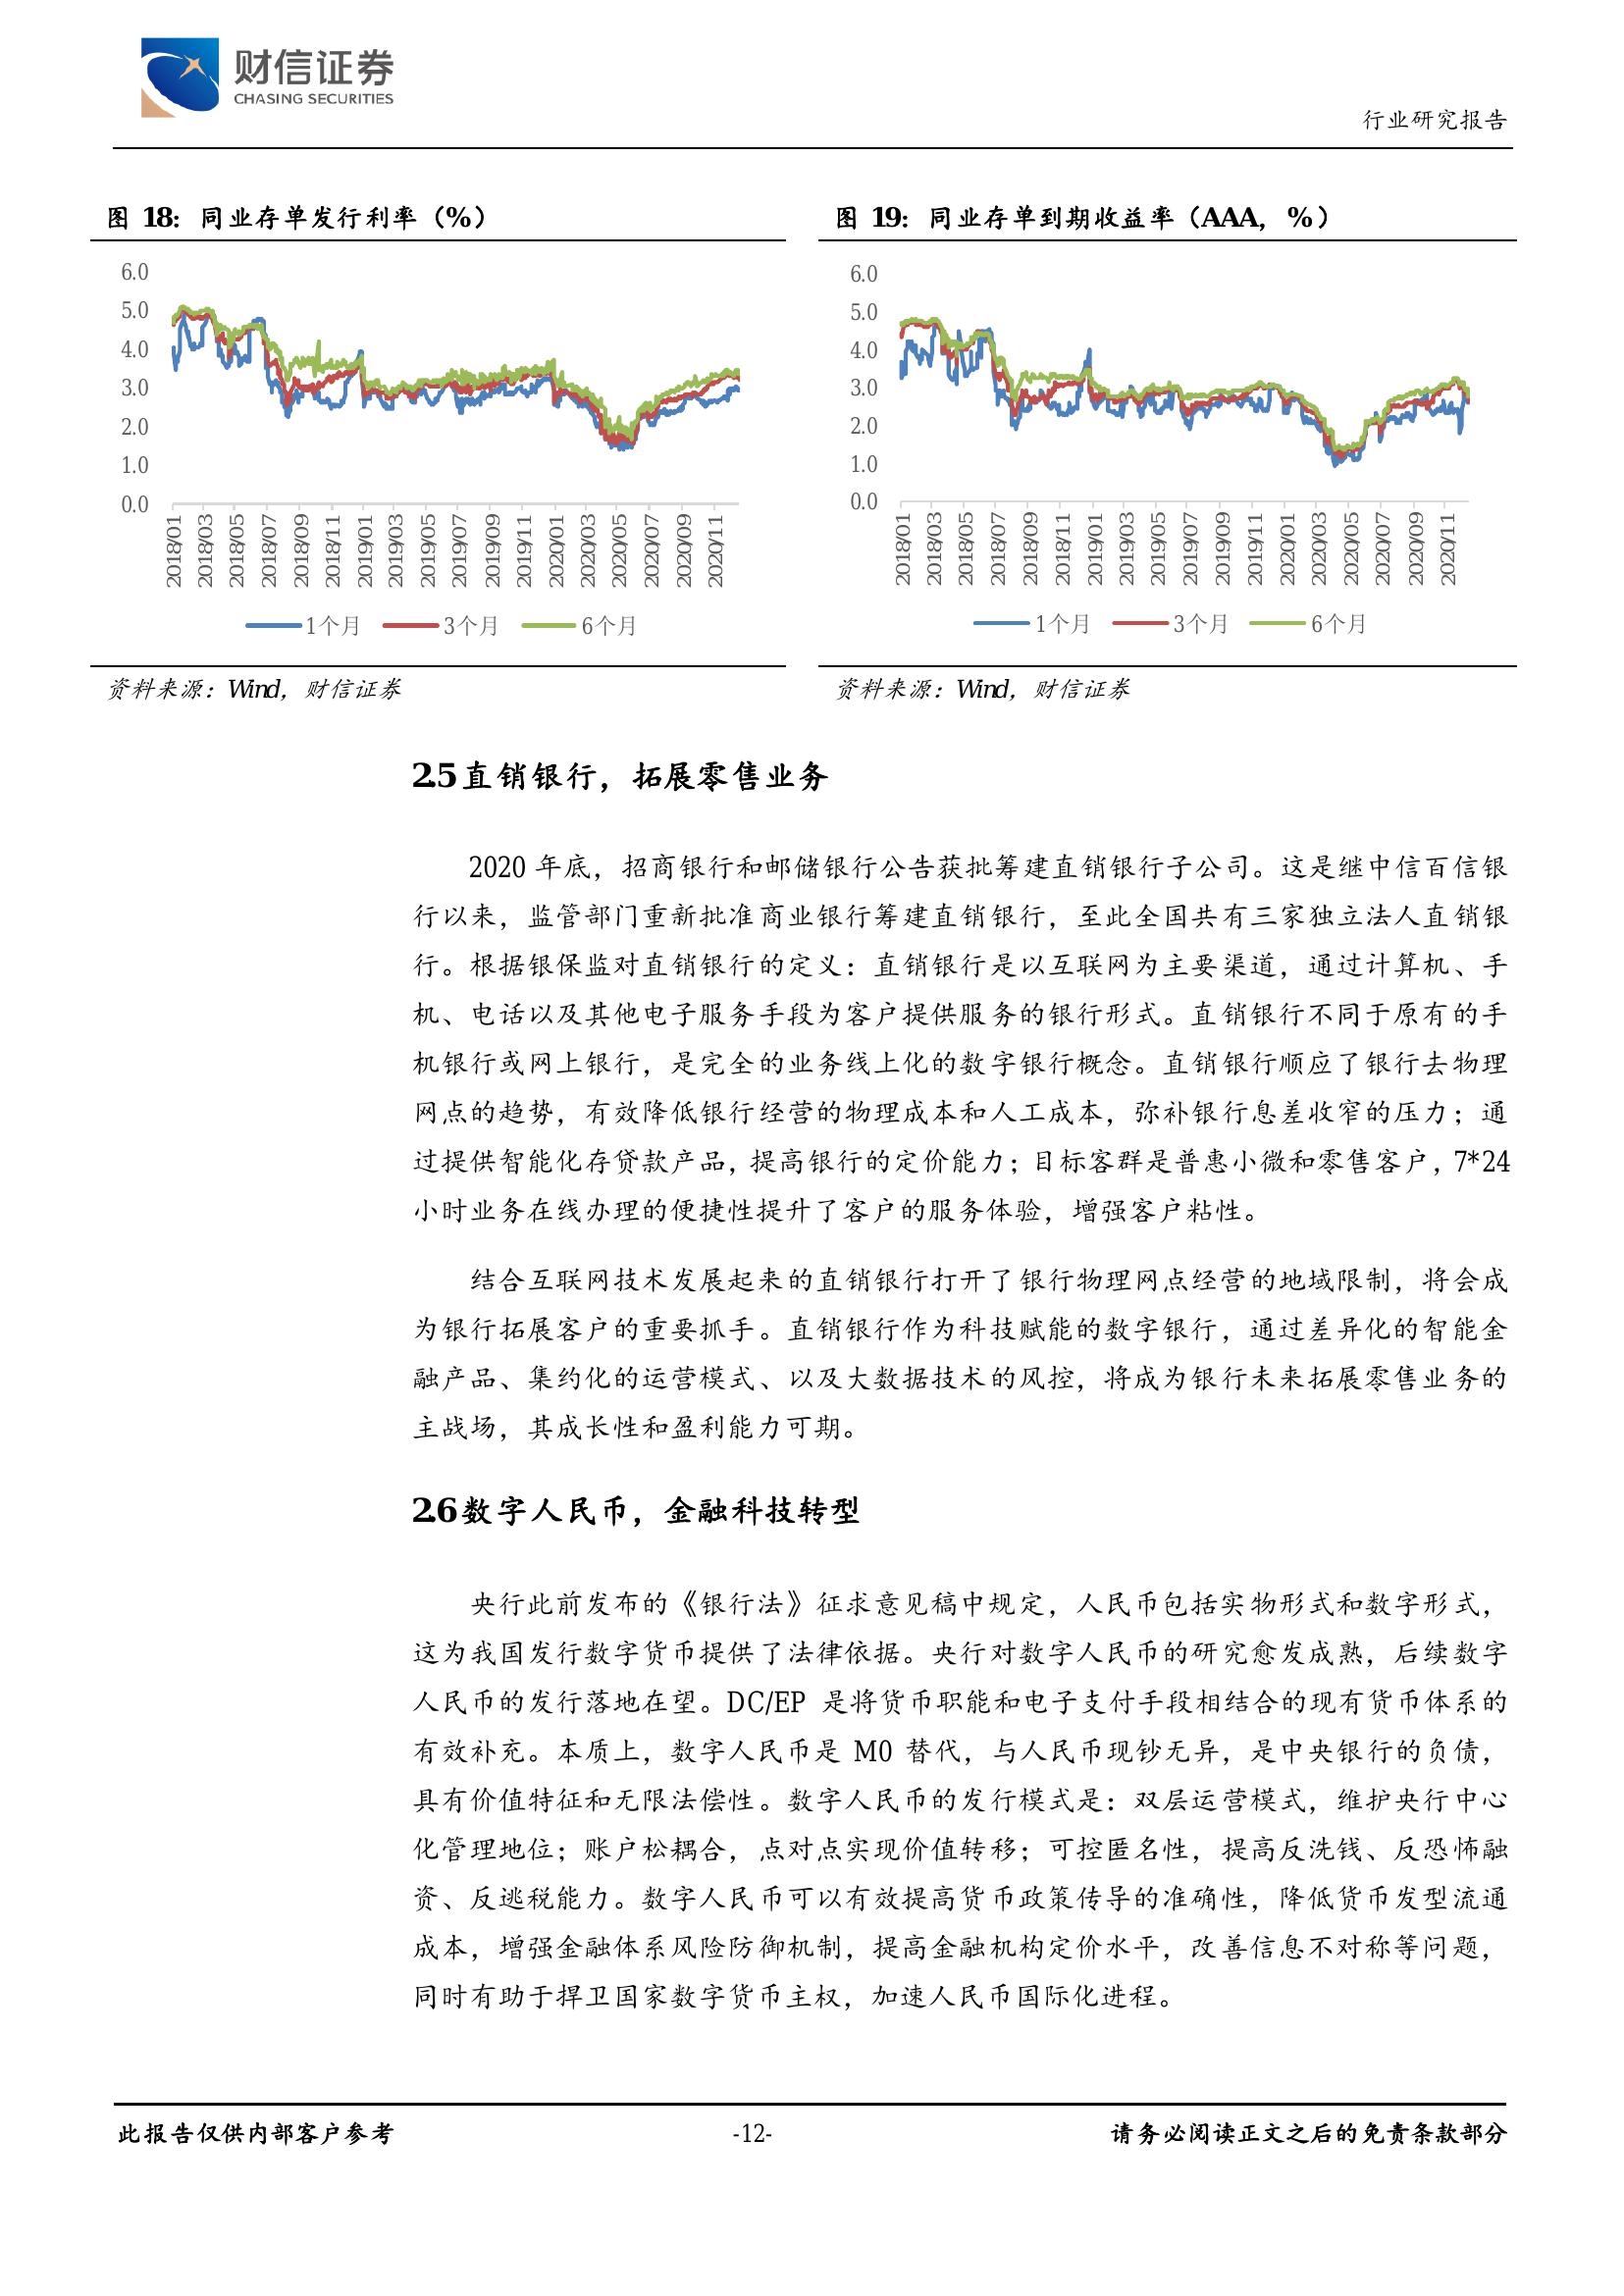 财信证券
CHASING SECURITIES
行业研究报告
图 18: 同业存单发行利率（%）
6.0
5.0
4.0
3.0
2.0
1.0
0.0
2018/01
2018/03
2018/05
2018/07
2018/09
2018/11
2019/01
2019/03
2019/05
2019/07
2019/09
2019/11
2020/01
2020/03
2020/05
2020/07
2020/09
2020/11
1个月 3个月 6个月
资料来源：Wind，财信证券
图 19: 同业存单到期收益率（AAA，%）
6.0
5.0
4.0
3.0
2.0
1.0
0.0
2018/01
2018/03
2018/05
2018/07
2018/09
2018/11
2019/01
2019/03
2019/05
2019/07
2019/09
2019/11
2020/01
2020/03
2020/05
2020/07
2020/09
2020/11
1个月 3个月 6个月
资料来源：Wind，财信证券
2.5 直销银行，拓展零售业务
2020 年底，招商银行和邮储银行公告获批筹建直销银行子公司。这是继中信百信银
行以来，监管部门重新批准商业银行筹建直销银行，至此全国共有三家独立法人直销银
行。根据银保监对直销银行的定义：直销银行是以互联网为主要渠道，通过计算机、手
机、电话以及其他电子服务手段为客户提供服务的银行形式。直销银行不同于原有的手
机银行或网上银行，是完全的业务线上化的数字银行概念。直销银行顺应了银行去物理
网点的趋势，有效降低银行经营的物理成本和人工成本，弥补银行息差收窄的压力；通
过提供智能化存贷款产品，提高银行的定价能力；目标客群是普惠小微和零售客户，7*24
小时业务在线办理的便捷性提升了客户的服务体验，增强客户粘性。
结合互联网技术发展起来的直销银行打开了银行物理网点经营的地域限制，将会成
为银行拓展客户的重要抓手。直销银行作为科技赋能的数字银行，通过差异化的智能金
融产品、集约化的运营模式、以及大数据技术的风控，将成为银行未来拓展零售业务的
主战场，其成长性和盈利能力可期。
2.6 数字人民币，金融科技转型
央行此前发布的《银行法》征求意见稿中规定，人民币包括实物形式和数字形式，
这为我国发行数字货币提供了法律依据。央行对数字人民币的研究愈发成熟，后续数字
人民币的发行落地在望。DC/EP 是将货币职能和电子支付手段相结合的现有货币体系的
有效补充。本质上，数字人民币是 M0 替代，与人民币现钞无异，是中央银行的负债，
具有价值特征和无限法偿性。数字人民币的发行模式是：双层运营模式，维护央行中心
化管理地位；账户松耦合，点对点实现价值转移；可控匿名性，提高反洗钱、反恐怖融
资、反逃税能力。数字人民币可以有效提高货币政策传导的准确性，降低货币发型流通
成本，增强金融体系风险防御机制，提高金融机构定价水平，改善信息不对称等问题，
同时有助于捍卫国家数字货币主权，加速人民币国际化进程。
此报告仅供内部客户参考
-12-
请务必阅读正文之后的免责条款部分